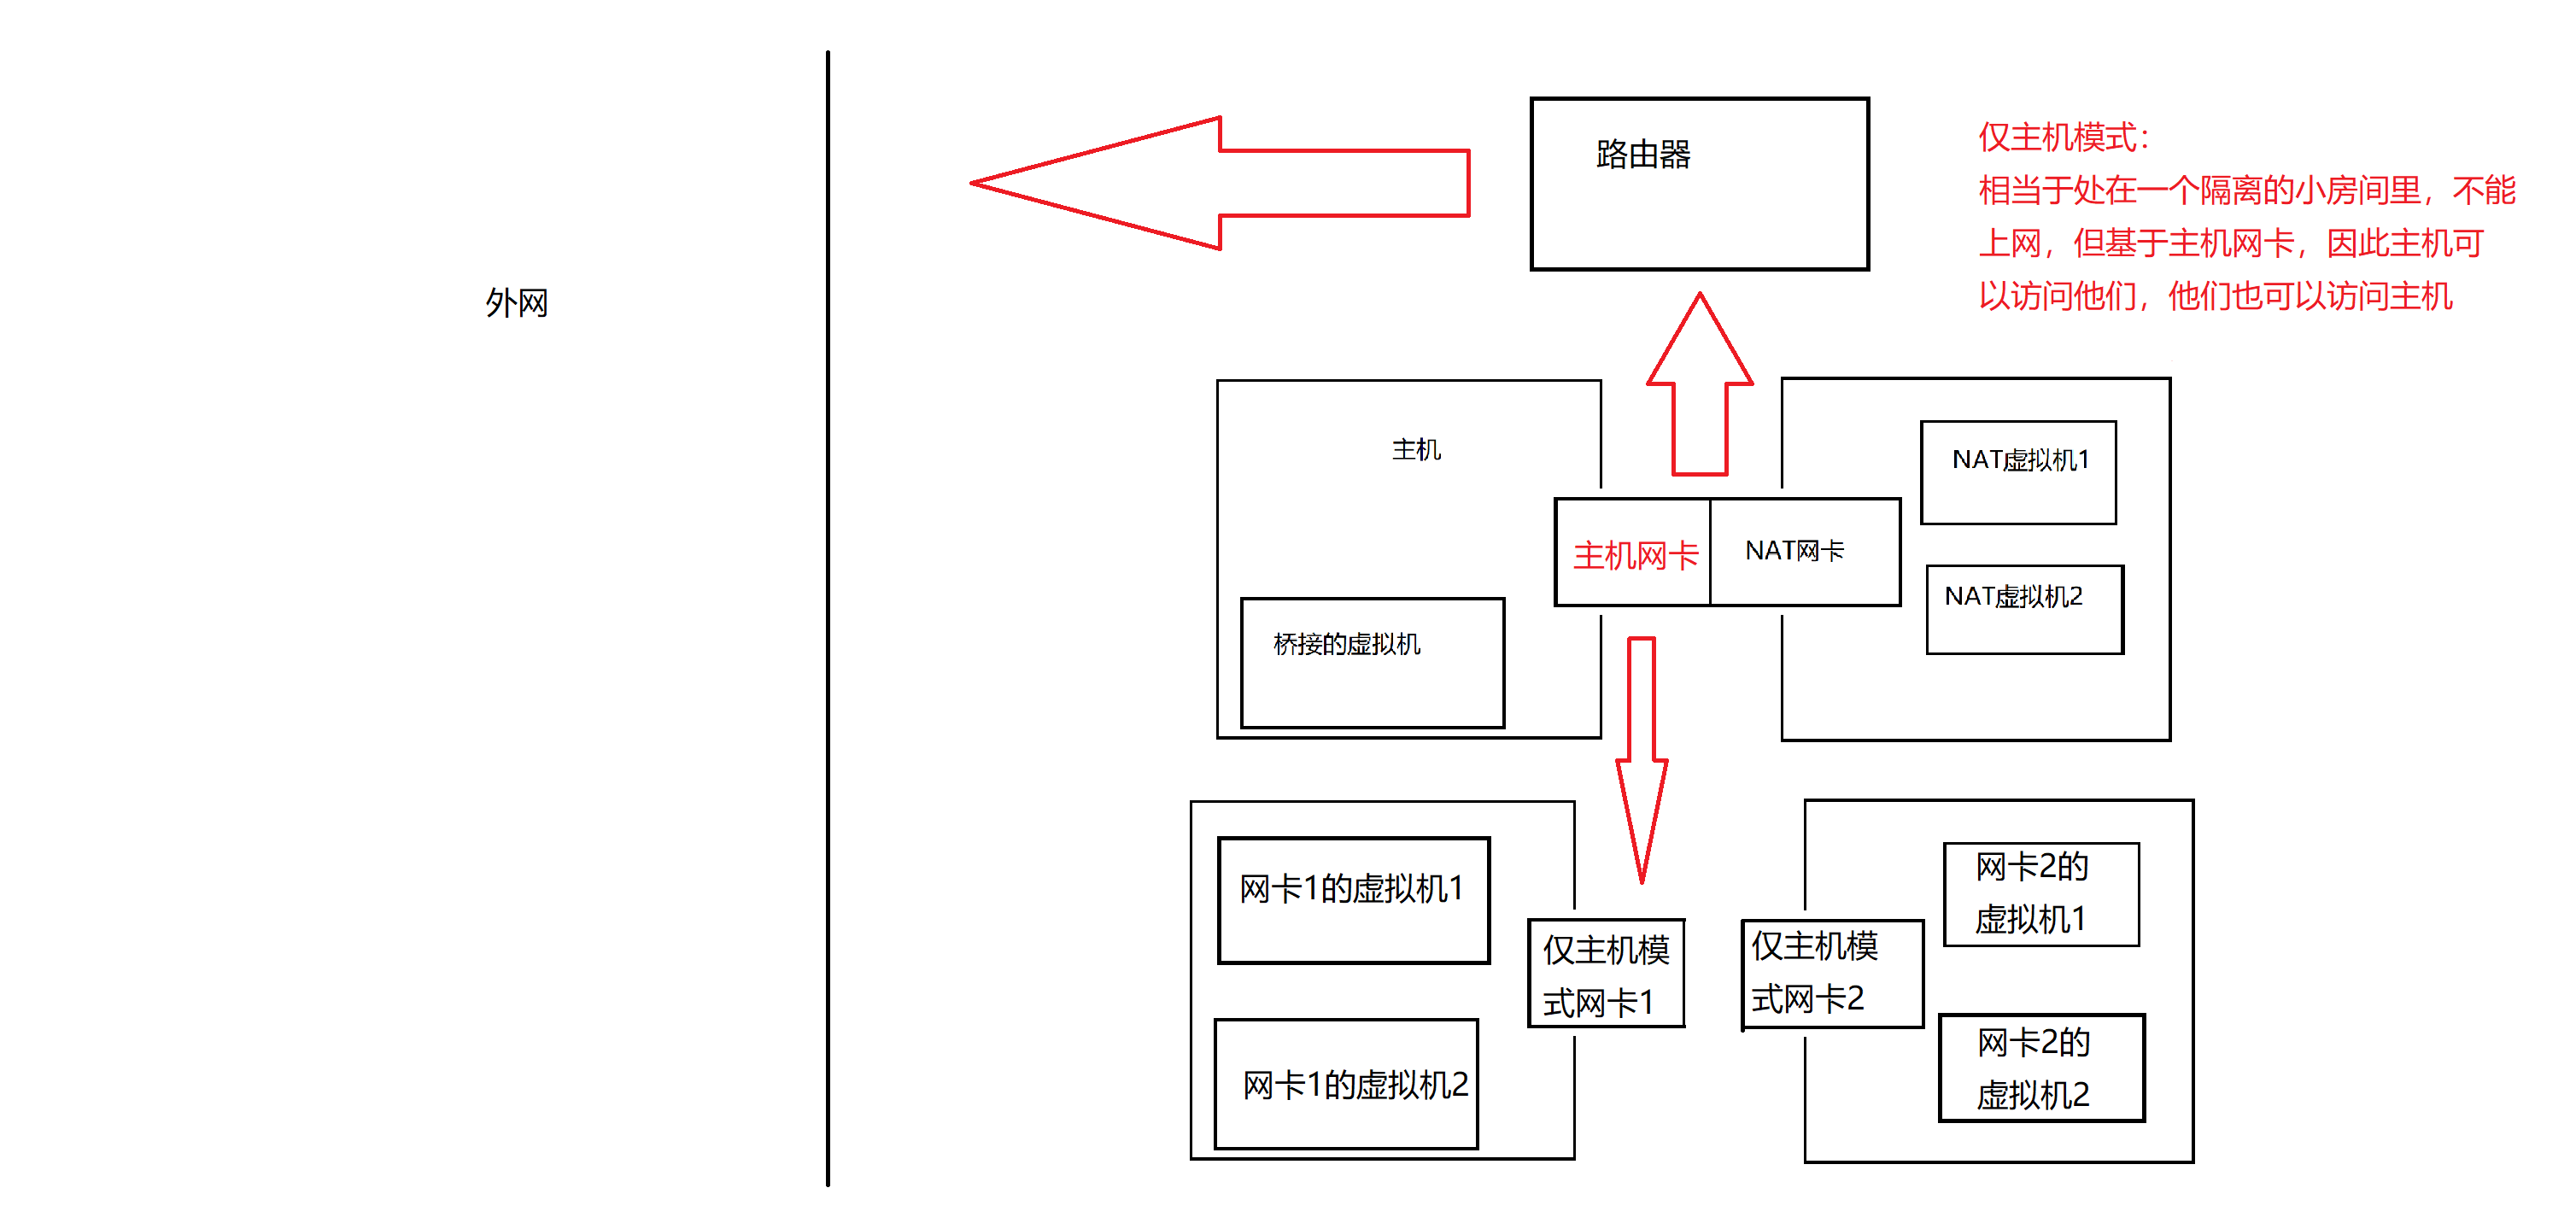 路由器
仅主机模式：
相当于处在一个隔离的小房间里，不能
上网，但基于主机网卡，因此主机可
以访问他们，他们也可以访问主机
外网
主机
NAT虚拟机1
主机网卡
NAT网卡
NAT虚拟机2
桥接的虚拟机
网卡1的虚拟机1
仅主机模
式网卡1
仅主机模
式网卡2
网卡2的
虚拟机1
网卡1的虚拟机2
网卡2的
虚拟机2